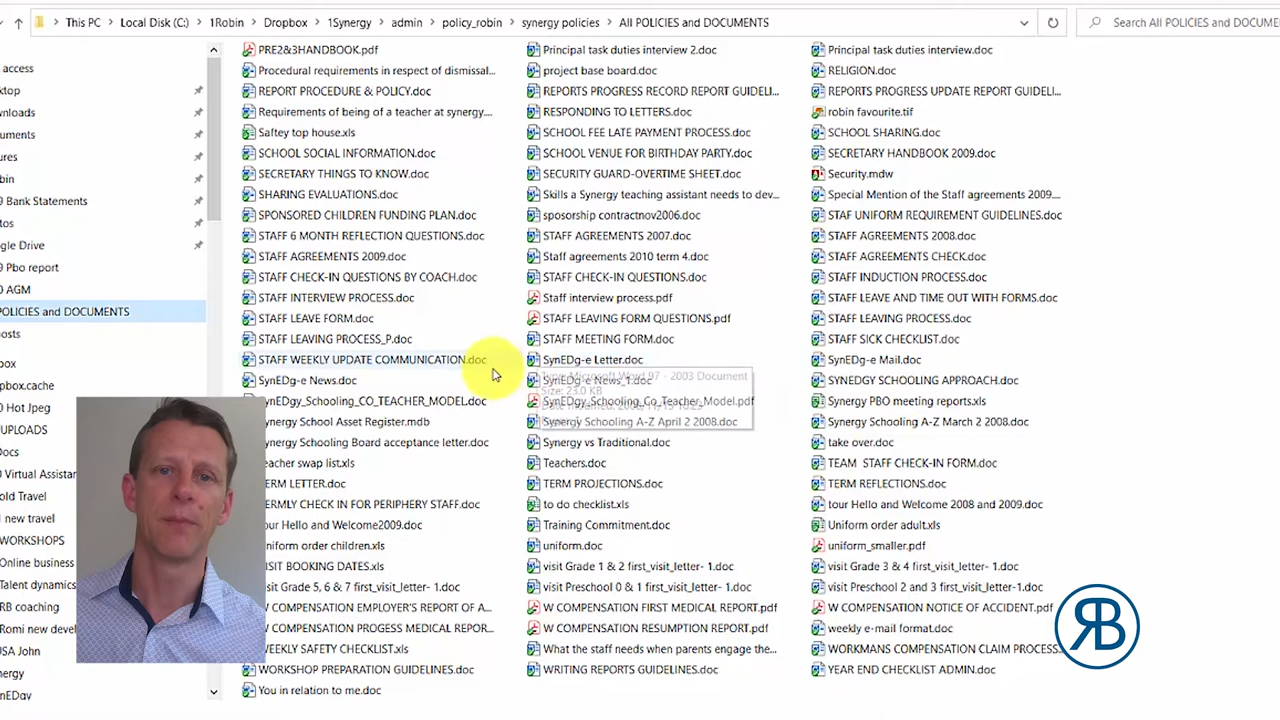 This PC > Local Disk (C:) > 1Robin > Dropbox > 1Synergy > admin > policy_robin > synergy policies > All POLICIES and DOCUMENTS
Search All POLICIES and DOCUME
access
PRE2&3HANDBOOK.pdf
Principal task duties interview 2.doc
Principal task duties interview.doc
Procedural requirements in respect of dismissal...
project base board.doc
RELIGION.doc
REPORT PROCEDURE & POLICY.doc
REPORTS PROGRESS RECORD REPORT GUIDELI...
REPORTS PROGRESS UPDATE REPORT GUIDELI...
Requirements of being of a teacher at synergy....
RESPONDING TO LETTERS.doc
robin favourite.tif
Saftey top house.xls
SCHOOL FEE LATE PAYMENT PROCESS.doc
SCHOOL SHARING.doc
SCHOOL SOCIAL INFORMATION.doc
SCHOOL VENUE FOR BIRTHDAY PARTY.doc
SECRETARY HANDBOOK 2009.doc
SECRETARY THINGS TO KNOW.doc
SECURITY GUARD-OVERTIME SHEET.doc
Security.mdw
9 Bank Statements
SHARING EVALUATIONS.doc
Skills a Synergy teaching assistant needs to dev...
Special Mention of the Staff agreements 2009....
SPONSORED CHILDREN FUNDING PLAN.doc
sposorship contractnov2006.doc
STAF UNIFORM REQUIREMENT GUIDELINES.doc
STAFF 6 MONTH REFLECTION QUESTIONS.doc
STAFF AGREEMENTS 2007.doc
STAFF AGREEMENTS 2008.doc
gle Drive
STAFF AGREEMENTS 2009.doc
Staff agreements 2010 term 4.doc
STAFF AGREEMENTS CHECK.doc
9 Pbo report
STAFF CHECK-IN QUESTIONS BY COACH.doc
STAFF CHECK-IN QUESTIONS.doc
STAFF INDUCTION PROCESS.doc
0 AGM
STAFF INTERVIEW PROCESS.doc
Staff interview process.pdf
STAFF LEAVE AND TIME OUT WITH FORMS.doc
POLICIES and DOCUMENTS
STAFF LEAVE FORM.doc
STAFF LEAVING FORM QUESTIONS.pdf
STAFF LEAVING PROCESS.doc
STAFF LEAVING PROCESS_P.doc
STAFF MEETING FORM.doc
STAFF SICK CHECKLIST.doc
STAFF WEEKLY UPDATE COMMUNICATION.doc
SynEDg-e Letter.doc
SynEDg-e Mail.doc
SynEDg-e News.doc
SynEDg-e News_1.doc
SYNEDGY SCHOOLING APPROACH.doc
Type: Microsoft Word 97 - 2003 Document
Size: 23.0 KB
pbox.cache
SynEDgy_Schooling_CO_TEACHER_MODEL.doc
SynEDgy_Schooling_Co_Teacher_Model.pdf
Synergy PBO meeting reports.xls
0 Hot Jpeg
Synergy School Asset Register.mdb
Synergy Schooling A-Z April 2 2008.doc
Synergy Schooling A-Z March 2 2008.doc
UPLOADS
Synergy Schooling Board acceptance letter.doc
Synergy vs Traditional.doc
take over.doc
Docs
eacher swap list.xls
Teachers.doc
TEAM STAFF CHECK-IN FORM.doc
0 Virtual Assistan
ERM LETTER.doc
TERM PROJECTIONS.doc
TERM REFLECTIONS.doc
old Travel
ERMLY CHECK IN FOR PERIPHERY STAFF.doc
to do checklist.xls
tour Hello and Welcome 2008 and 2009.doc
1 new travel
our Hello and Welcome2009.doc
Training Commitment.doc
Uniform order adult.xls
WORKSHOPS
niform order children.xls
uniform.doc
uniform_smaller.pdf
Online business
ISIT BOOKING DATES.xls
visit Grade 1 & 2 first_visit_letter- 1.doc
visit Grade 3 & 4 first_visit_letter- 1.doc
Talent dynamics
isit Grade 5, 6 & 7 first_visit_letter- 1.doc
visit Preschool 0 & 1 first_visit_letter- 1.doc
visit Preschool 2 and 3 first_visit_letter-1.doc
RB coaching
W COMPENSATION EMPLOYER'S REPORT OF A...
W COMPENSATION FIRST MEDICAL REPORT.pdf
W COMPENSATION NOTICE OF ACCIDENT.pdf
Romi new devel
W COMPENSATION PROGESS MEDICAL REPOR...
W COMPENSATION RESUMPTION REPORT.pdf
weekly e-mail format.doc
USA John
WEEKLY SAFETY CHECKLIST.xls
What the staff needs when parents engage the...
WORKMANS COMPENSATION CLAIM PROCESS...
WORKSHOP PREPARATION GUIDELINES.doc
WRITING REPORTS GUIDELINES.doc
YEAR END CHECKLIST ADMIN.doc
You in relation to me.doc
RB